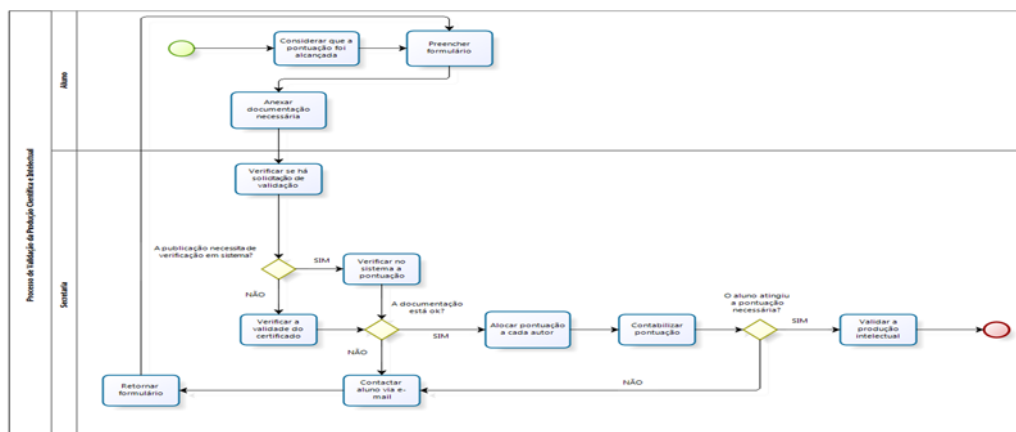 Processo de Validação da Produção Científica e Intelectual
Aluno
Considerar que a
pontuação foi
alcançada
Preencher
formulário
Anexar
documentação
necessária
Secretaria
Verificar se há
solicitação de
validação
A publicação necessita de
verificação em sistema?
SIM
Verificar no
sistema a
pontuação
NÃO
Verificar a
validade do
certificado
A documentação
está ok?
SIM
NÃO
Alocar pontuação
a cada autor
Contabilizar
pontuação
O aluno atingiu
a pontuação
necessária?
SIM
Validar a
produção
intelectual
NÃO
Contactar
aluno via e-
mail
Retornar
formulário